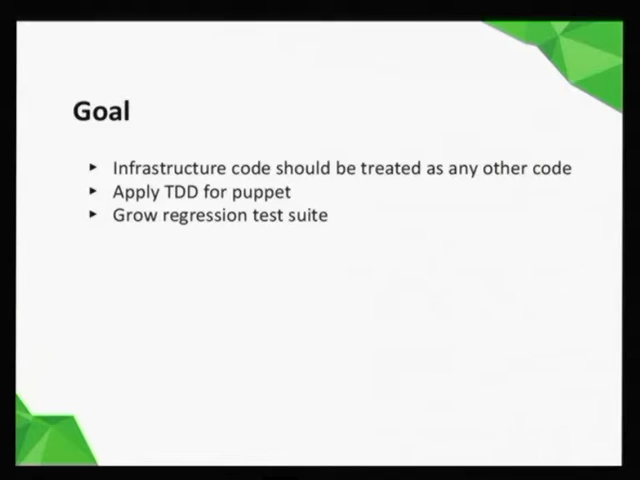 Goal
Infrastructure code should be treated as any other code
Apply TDD for puppet
Grow regression test suite